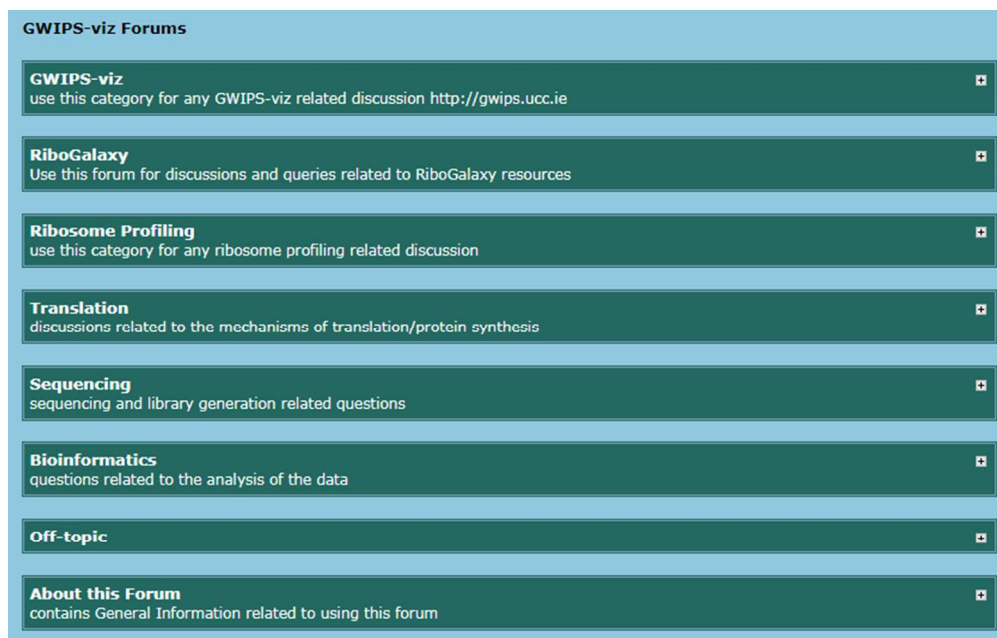 GWIPS-viz Forums
GWIPS-viz
use this category for any GWIPS-viz related discussion http://gwips.ucc.ie
RiboGalaxy
Use this forum for discussions and queries related to RiboGalaxy resources
Ribosome Profiling
use this category for any ribosome profiling related discussion
Translation
discussions related to the mechanisms of translation/protein synthesis
Sequencing
sequencing and library generation related questions
Bioinformatics
questions related to the analysis of the data
Off-topic
About this Forum
contains General Information related to using this forum